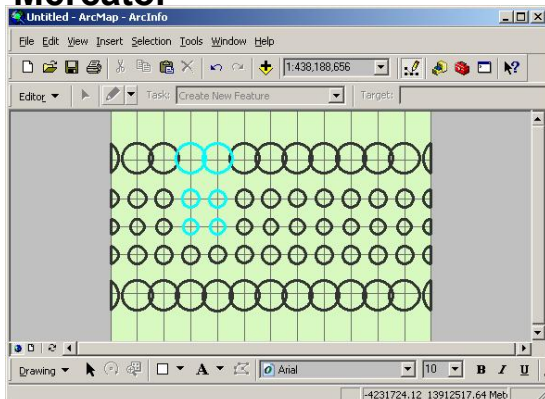 Mercator
Untitled - ArcMap - ArcInfo
File Edit View Insert Selection Tools Window Help
1:438,188,656
Editor Task: Create New Feature Target:
Drawing A Arial 10 B I U
-4231724.12 13912517.64 Met